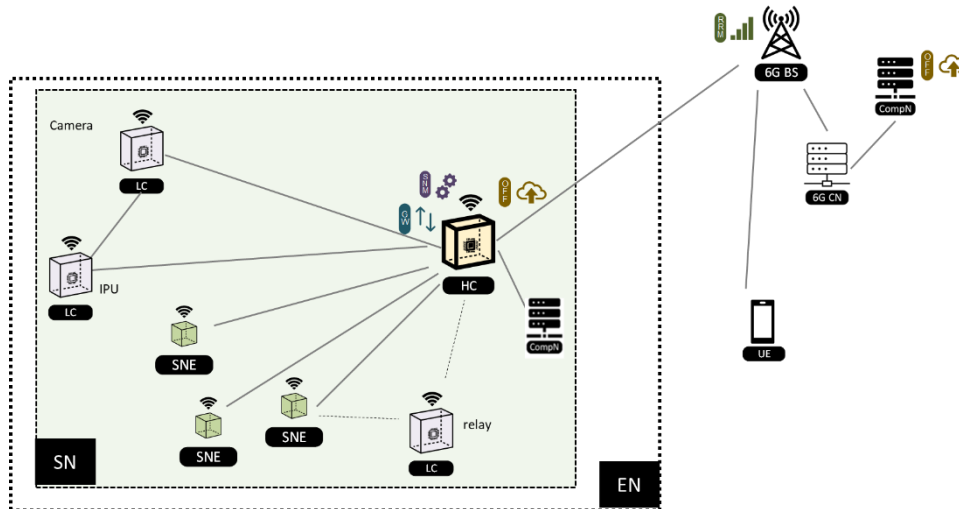 RRM
6G BS
OFF
CompN
6G CN
UE
Camera
LC
SNM
OFF
GW
HC
IPU
LC
CompN
SNE
SNE
SNE
relay
LC
SN
EN